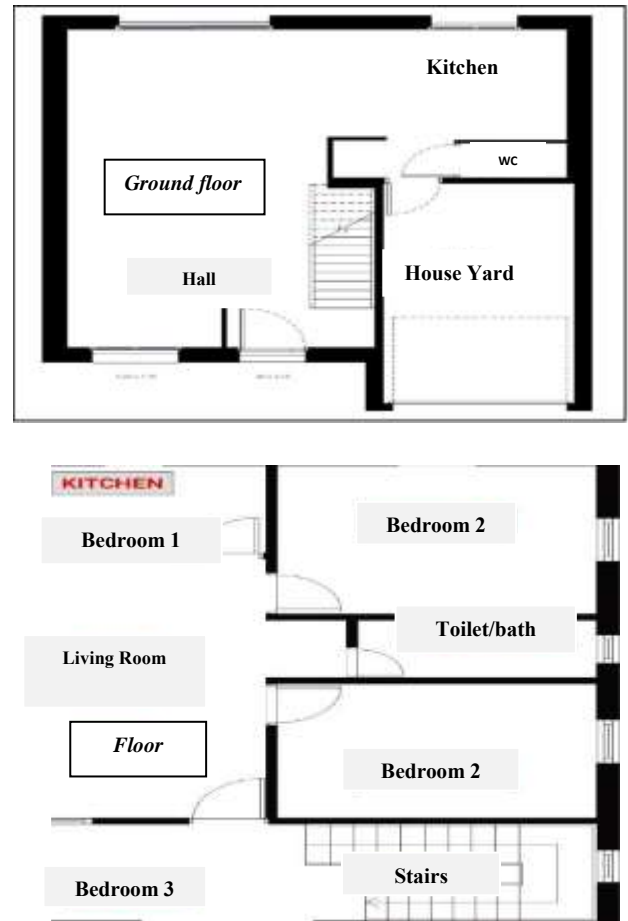 Kitchen
WC
Ground floor
Hall
House Yard
KITCHEN
Bedroom 1
Bedroom 2
Toilet/bath
Living Room
Floor
Bedroom 2
Stairs
Bedroom 3